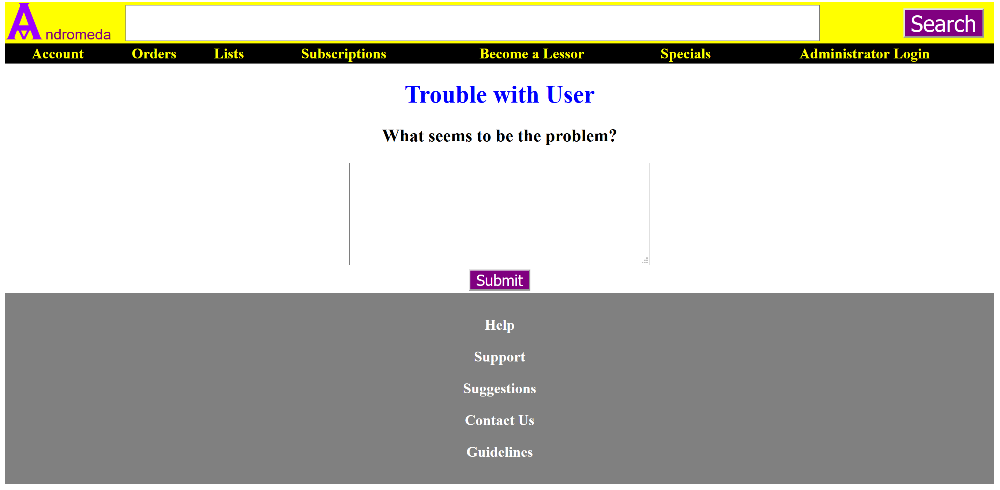 Andromeda
Search
Account Orders Lists Subscriptions Become a Lessor Specials Administrator Login
Trouble with User
What seems to be the problem?
Submit
Help
Support
Suggestions
Contact Us
Guidelines